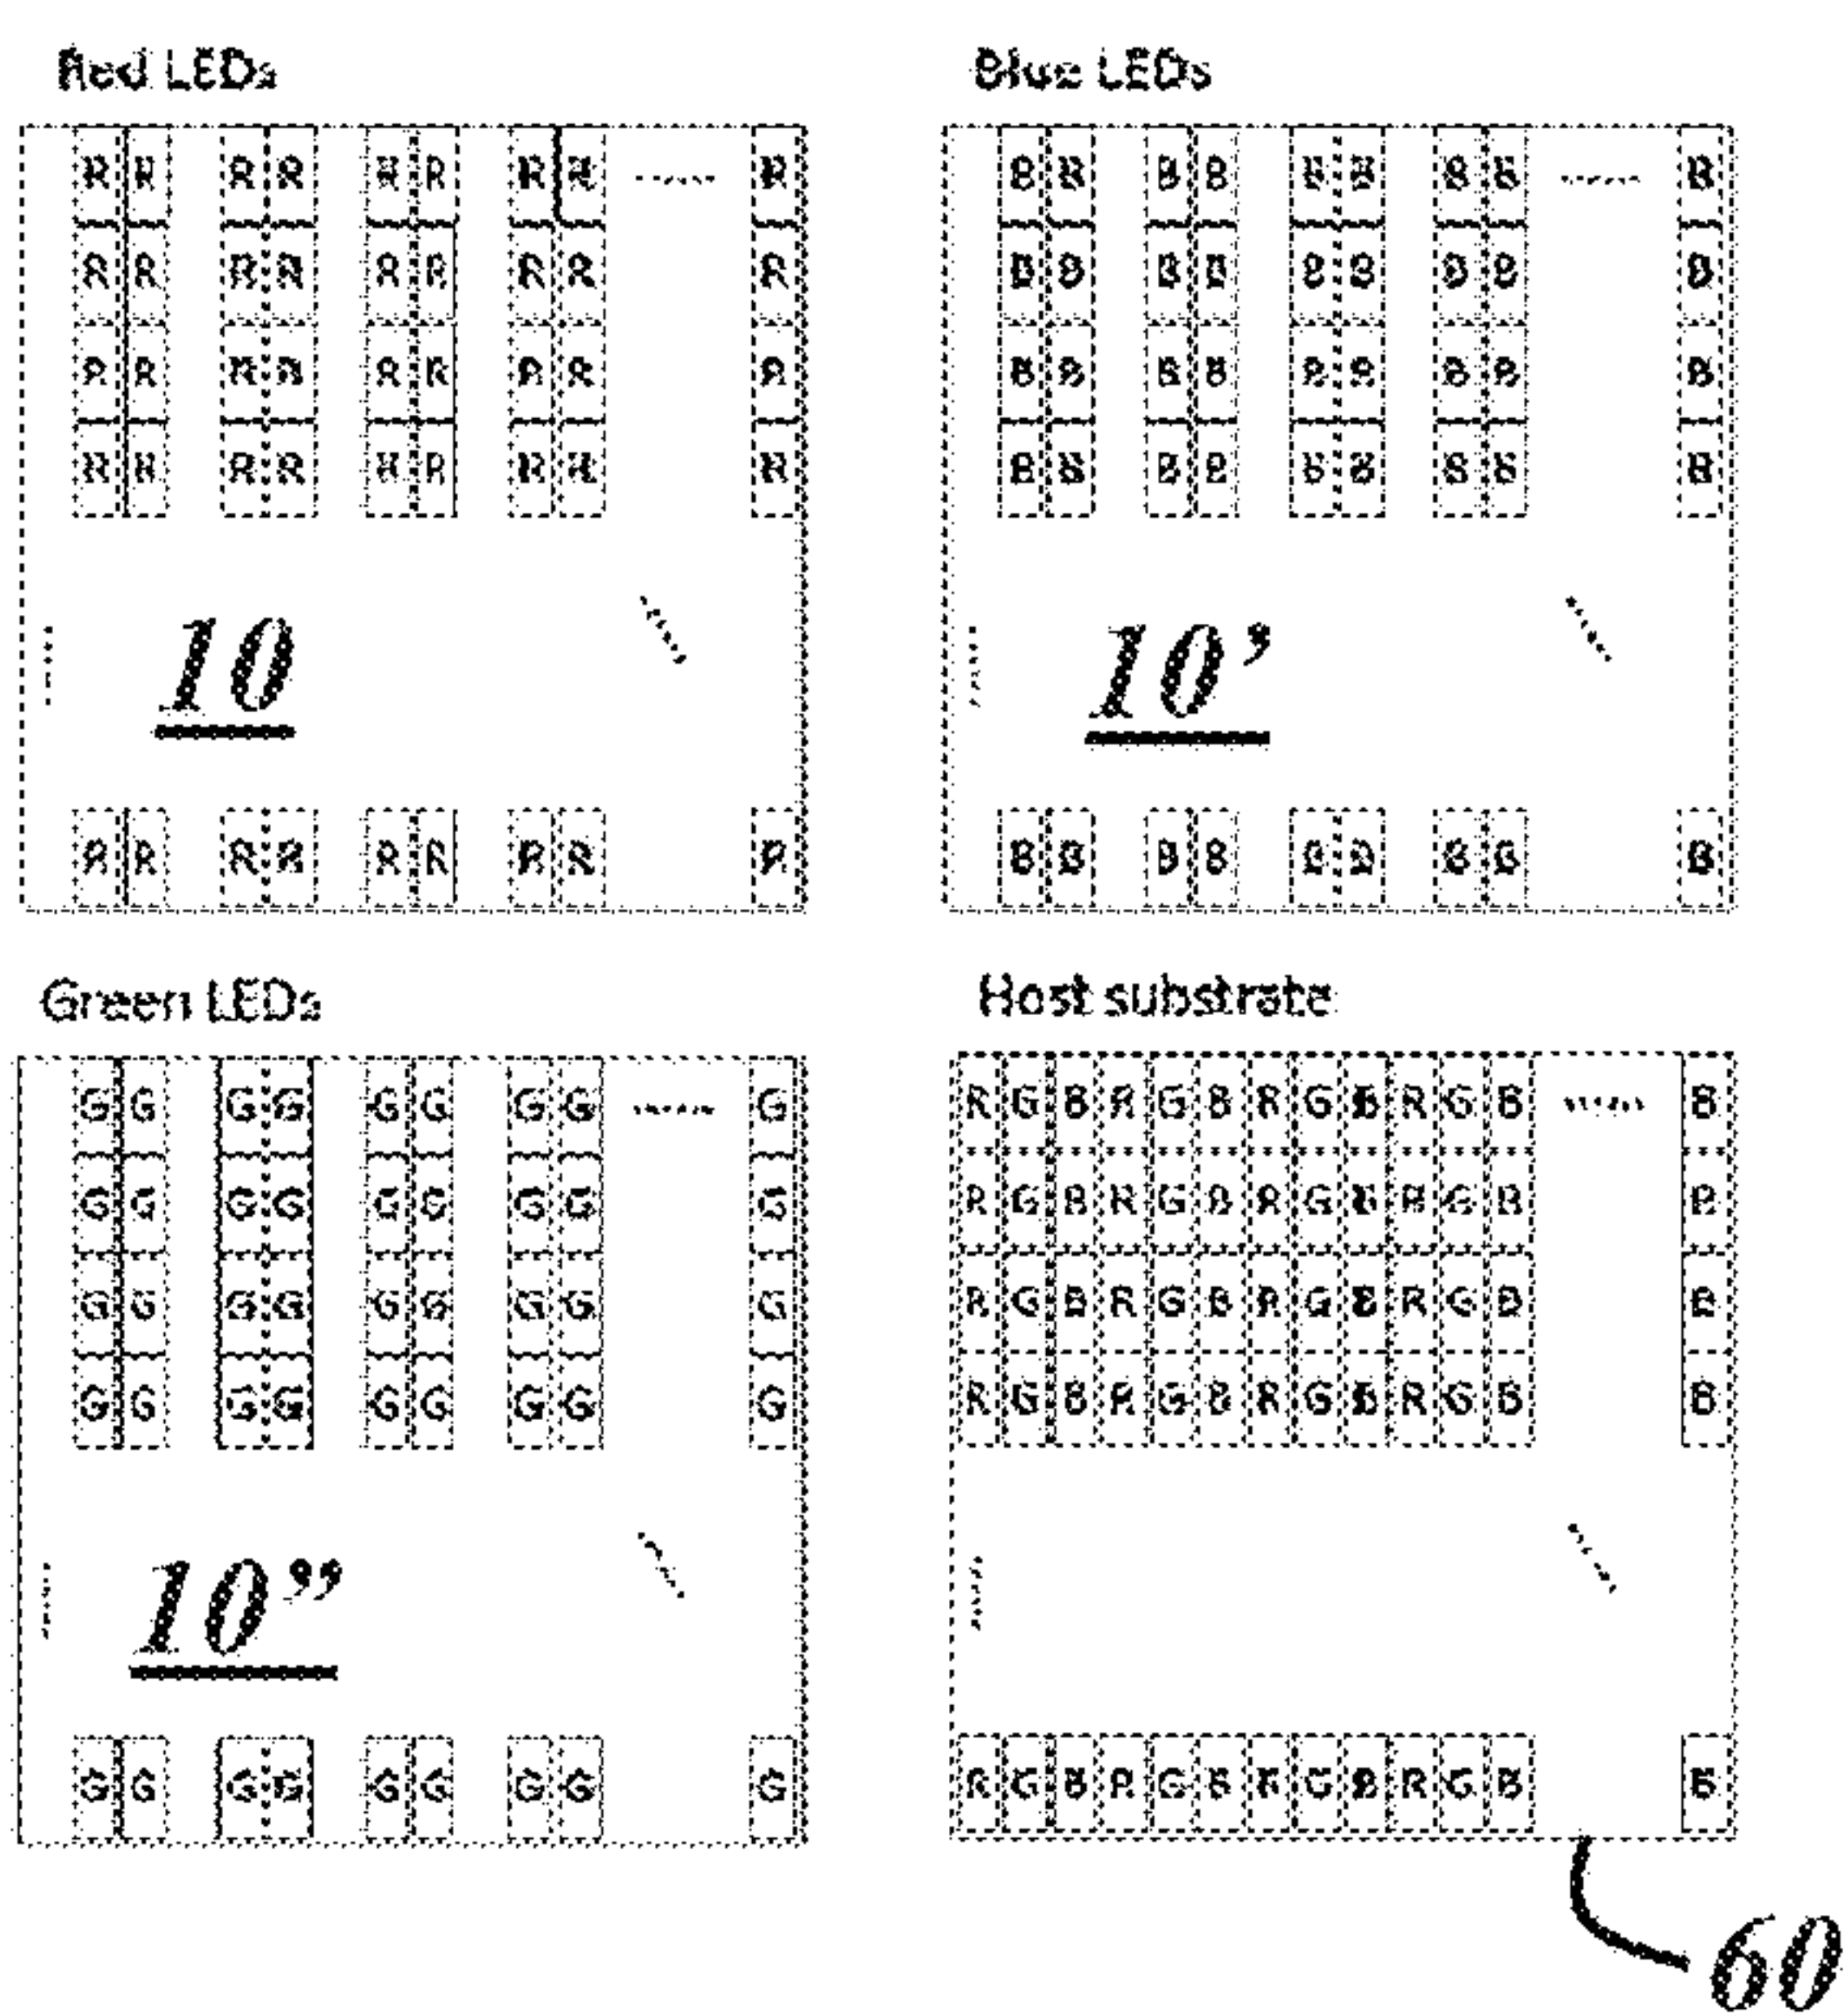 Red LEDs
R R R R R R R R ...... R
R R R R R R R R R
R R R R R R R R R
R R R R R R R R R
10
R R R R R R R R R
Blue LEDs
B B B B B B B B ...... B
B B B B B B B B B
B B B B B B B B B
B B B B B B B B B
10’
B B B B B B B B B
Green LEDs
G G G G G G G G ...... G
G G G G G G G G G
G G G G G G G G G
G G G G G G G G G
10”
G G G G G G G G G
Host substrate
R G B R G B R G B R G B ...... B
R G B R G B R G B R G B B
R G B R G B R G B R G B B
R G B R G B R G B R G B B
R G B R G B R G B R G B B
60